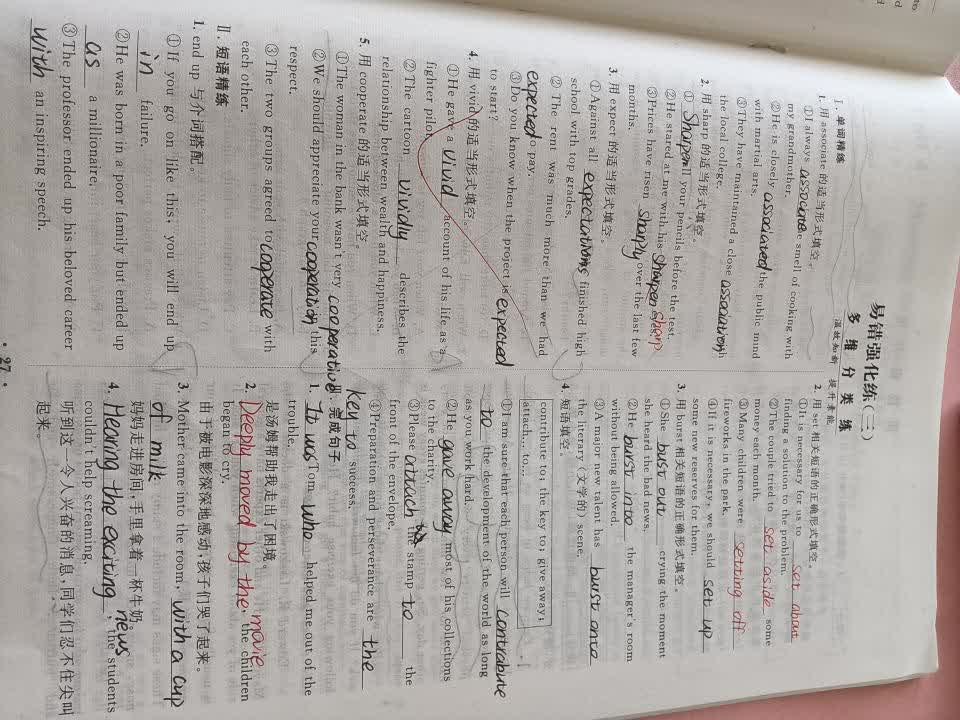 易错强化练(三)
多维分类练
温故知新 提升素能
Ⅰ. 单词精练
1. 用 associate 的适当形式填空。
①I always associate the smell of cooking with
my grandmother.
②He is closely associated the public mind
with martial arts.
③They have maintained a close association
the local college.
2. 用 sharp 的适当形式填空。
① Sharpen all your pencils before the test.
②He stared at me with his sharpen sharp eyes.
③Prices have risen sharply over the last few
months.
3. 用 expect 的适当形式填空。
①Against all expectations finished high
school with top grades.
② The rent was much more than we had
expected to pay.
③Do you know when the project is expected
to start?
4. 用 vivid 的适当形式填空。
①He gave a vivid account of his life as a
fighter pilot.
②The cartoon vividly describes the
relationship between wealth and happiness.
5. 用 cooperate 的适当形式填空。
①The woman in the bank wasn't very cooperative.
②We should appreciate your cooperation this
respect.
③The two groups agreed to cooperate with
each other.
Ⅱ. 短语精练
1. end up 与介词搭配。
①If you go on like this, you will end up
in failure.
②He was born in a poor family but ended up
as a millionaire.
③The professor ended up his beloved career
with an inspiring speech.
2. 用 set 相关短语的正确形式填空。
①It is necessary for us to set about
finding a solution to the problem.
②The couple tried to set aside some
money each month.
③Many children were setting off
fireworks in the park.
④If it is necessary, we should set up
some new reserves for them.
3. 用 burst 相关短语的正确形式填空。
①She bust out crying the moment
she heard the bad news.
②He burst into the manager's room
without being allowed.
③A major new talent has burst onto
the literary (文学的) scene.
4. 短语填空。
contribute to; the key to; give away;
attach... to...
①I am sure that each person will contrabine
to the development of the world as long
as you work hard.
②He gave away most of his collections
to the charity.
③Please attach the stamp to the
front of the envelope.
④Preparation and perseverance are the
key to success.
Ⅲ. 完成句子
1. It was Tom who helped me out of the
trouble.
是汤姆帮助我走出了困境。
2. Deeply moved by the movie, the children
began to cry.
由于被电影深深地感动,孩子们哭了起来。
3. Mother came into the room, with a cup
of milk
妈妈走进房间,手里拿着一杯牛奶。
4. Hearing the exciting news, the students
couldn't help screaming.
听到这一令人兴奋的消息,同学们忍不住尖叫
起来。
· 27 ·